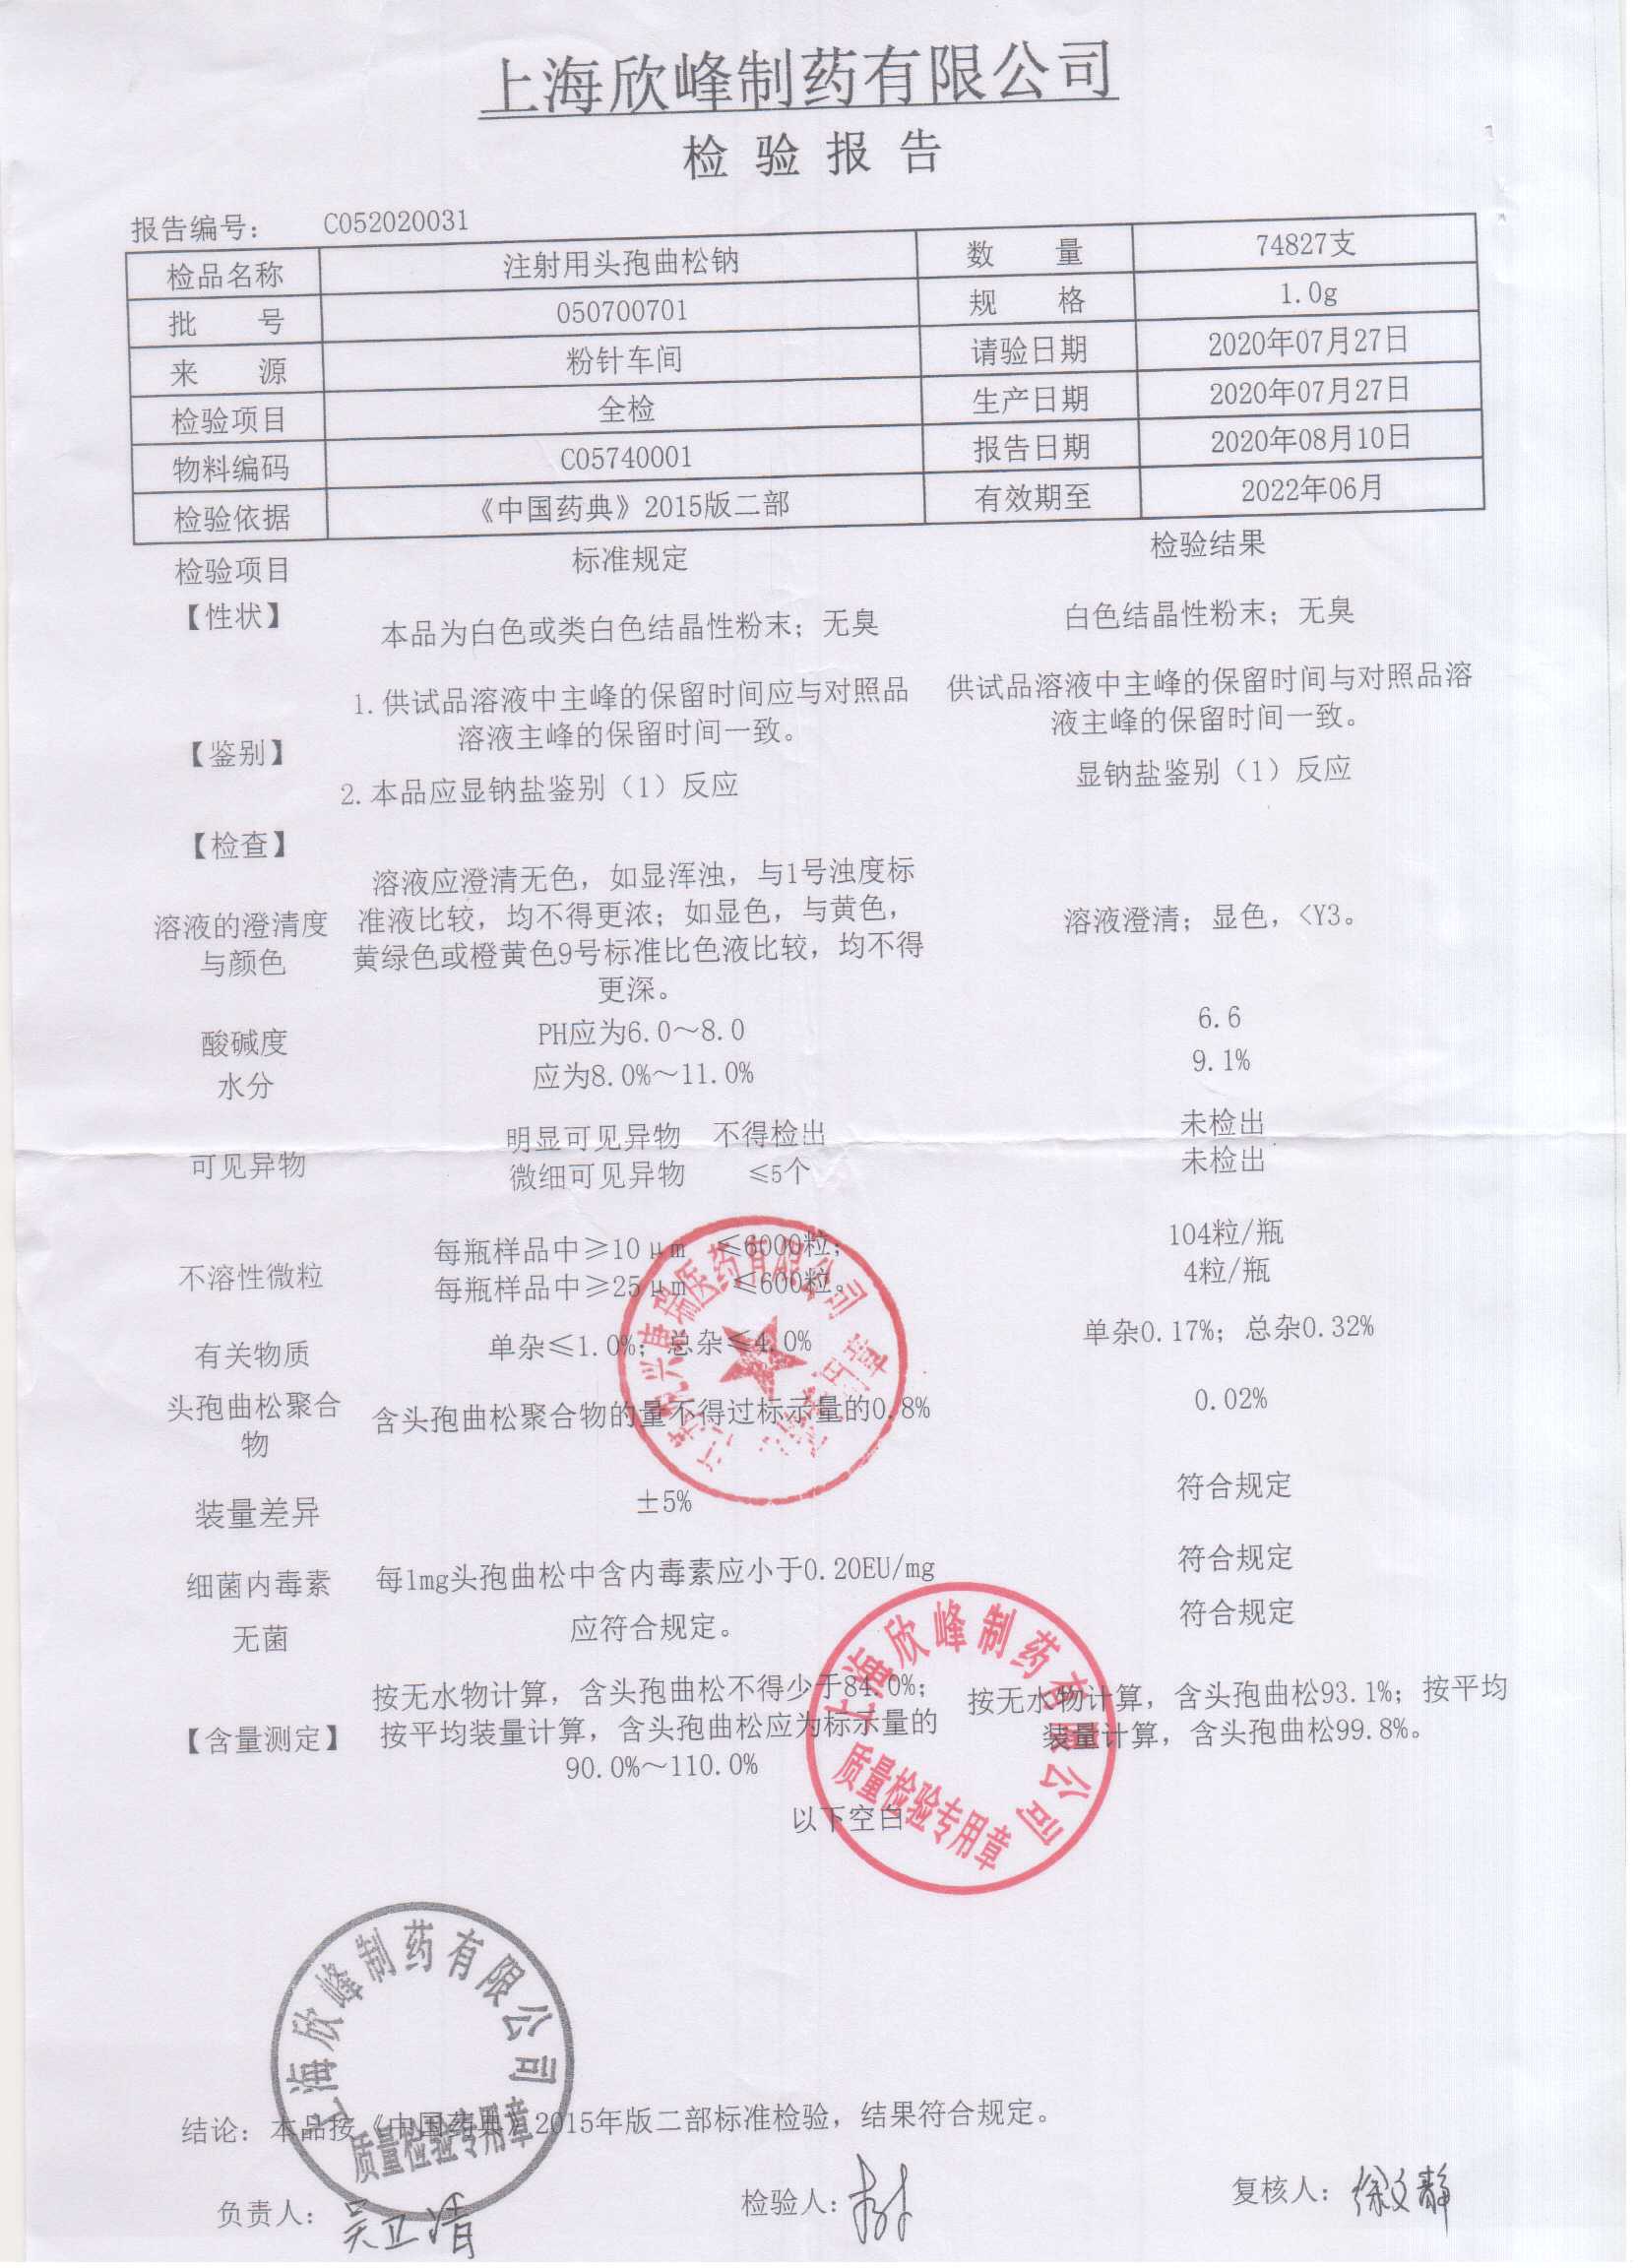 上海欣峰制药有限公司
检 验 报 告
报告编号： C052020031
检品名称 注射用头孢曲松钠 数 量 74827支
批 号 050700701 规 格 1.0g
来 源 粉针车间 请验日期 2020年07月27日
检验项目 全检 生产日期 2020年07月27日
物料编码 C05740001 报告日期 2020年08月10日
检验依据 《中国药典》2015版二部 有效期至 2022年06月
检验项目 标准规定 检验结果
【性状】 本品为白色或类白色结晶性粉末；无臭 白色结晶性粉末；无臭
【鉴别】
1.供试品溶液中主峰的保留时间应与对照品
溶液主峰的保留时间一致。
供试品溶液中主峰的保留时间与对照品溶
液主峰的保留时间一致。
2.本品应显钠盐鉴别（1）反应 显钠盐鉴别（1）反应
【检查】
溶液的澄清度
与颜色
溶液应澄清无色，如显浑浊，与1号浊度标
准液比较，均不得更浓；如显色，与黄色，
黄绿色或橙黄色9号标准比色液比较，均不得
更深。
溶液澄清；显色，<Y3。
酸碱度 PH应为6.0～8.0 6.6
水分 应为8.0%～11.0% 9.1%
可见异物
明显可见异物 不得检出 未检出
微细可见异物 ≤5个 未检出
不溶性微粒
每瓶样品中≥10μm ≤6000粒； 104粒/瓶
每瓶样品中≥25μm ≤600粒。 4粒/瓶
有关物质 单杂≤1.0%；总杂≤4.0% 单杂0.17%；总杂0.32%
头孢曲松聚合
物
含头孢曲松聚合物的量不得过标示量的0.8% 0.02%
装量差异 ±5% 符合规定
细菌内毒素 每1mg头孢曲松中含内毒素应小于0.20EU/mg 符合规定
无菌 应符合规定。 符合规定
【含量测定】
按无水物计算，含头孢曲松不得少于84.0%；
按平均装量计算，含头孢曲松应为标示量的
90.0%～110.0%
按无水物计算，含头孢曲松93.1%；按平均
装量计算，含头孢曲松99.8%。
以下空白
上海欣峰制药有限公司
质量检验专用章
上海欣峰制药有限公司
质量检验专用章
结论：本品按《中国药典》2015年版二部标准检验，结果符合规定。
负责人： 检验人： 复核人：徐文静